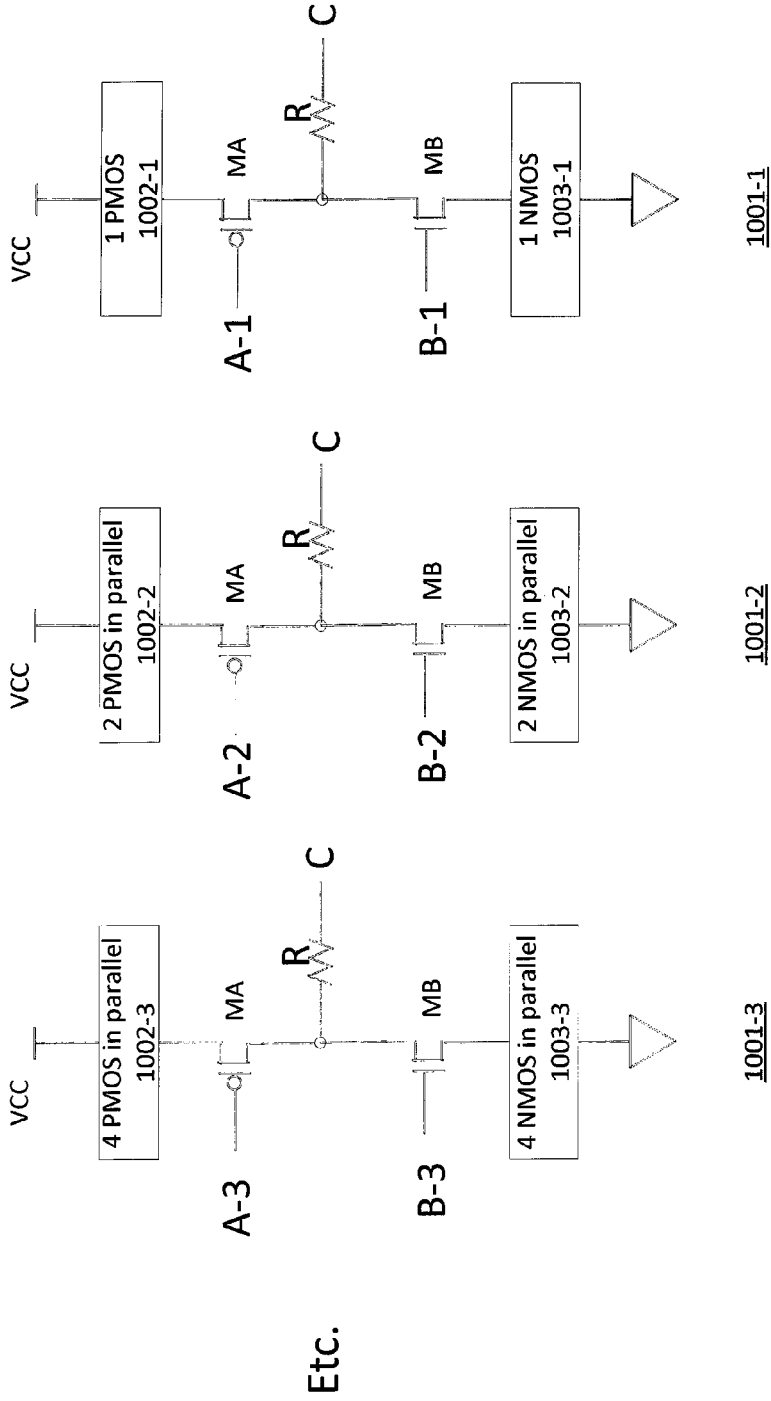 Etc.
VCC
4 PMOS in parallel
1002-3
A-3
MA
R
C
B-3
MB
4 NMOS in parallel
1003-3
1001-3
VCC
2 PMOS in parallel
1002-2
A-2
MA
R
C
B-2
MB
2 NMOS in parallel
1003-2
1001-2
VCC
1 PMOS
1002-1
A-1
MA
R
C
B-1
MB
1 NMOS
1003-1
1001-1